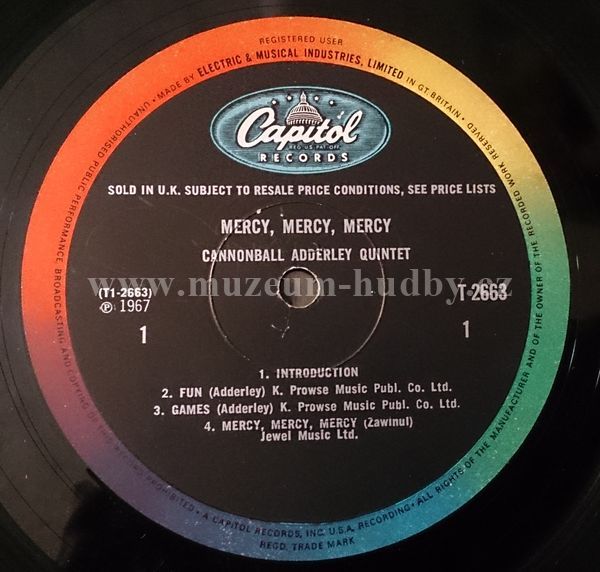 REGISTERED USER
UNAUTHORISED PUBLIC PERFORMANCE, BROADCASTING AND COPYING OF THIS RECORD PROHIBITED · MADE BY ELECTRIC & MUSICAL INDUSTRIES, LIMITED IN GT. BRITAIN · ALL RIGHTS OF THE MANUFACTURER AND OF THE OWNER OF THE RECORDED WORK RESERVED
Capitol
REG. U.S. PAT. OFF.
RECORDS
SOLD IN U.K. SUBJECT TO RESALE PRICE CONDITIONS, SEE PRICE LISTS
MERCY, MERCY, MERCY
CANNONBALL ADDERLEY QUINTET
www.muzeum-hudby.cz
(T1-2663) T-2663
℗ 1967
1 1
1. INTRODUCTION
2. FUN (Adderley) K. Prowse Music Publ. Co. Ltd.
3. GAMES (Adderley) K. Prowse Music Publ. Co. Ltd.
4. MERCY, MERCY, MERCY (Zawinul)
Jewel Music Ltd.
· A CAPITOL RECORDS, INC. U.S.A. RECORDING ·
REGD. TRADE MARK